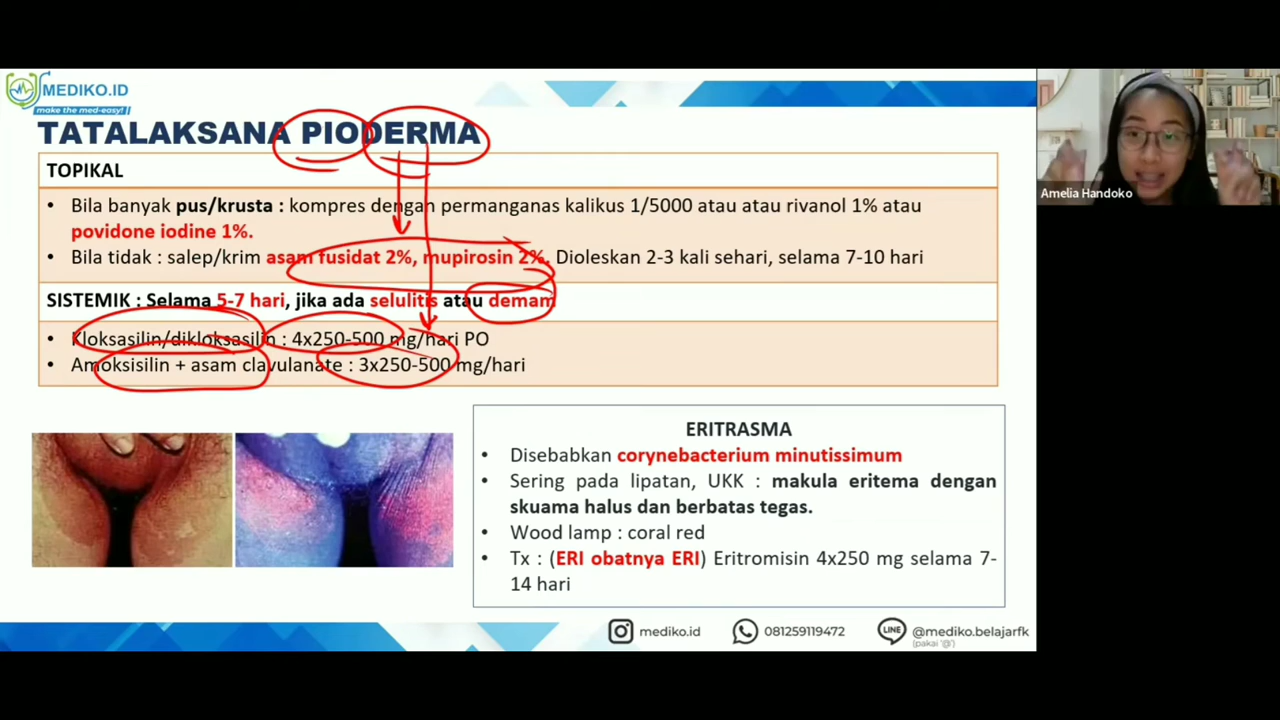 MEDIKO.ID
make the med-easy!
TATALAKSANA PIODERMA
TOPIKAL
• Bila banyak pus/krusta : kompres dengan permanganas kalikus 1/5000 atau atau rivanol 1% atau
povidone iodine 1%.
• Bila tidak : salep/krim asam fusidat 2%, mupirosin 2%. Dioleskan 2-3 kali sehari, selama 7-10 hari
SISTEMIK : Selama 5-7 hari, jika ada selulitis atau demam
• Kloksasilin/dikloksasilin : 4x250-500 mg/hari PO
• Amoksisilin + asam clavulanate : 3x250-500 mg/hari
ERITRASMA
• Disebabkan corynebacterium minutissimum
• Sering pada lipatan, UKK : makula eritema dengan
skuama halus dan berbatas tegas.
• Wood lamp : coral red
• Tx : (ERI obatnya ERI) Eritromisin 4x250 mg selama 7-
14 hari
mediko.id
081259119472
LINE
@mediko.belajarfk
(pakai '@')
Amelia Handoko